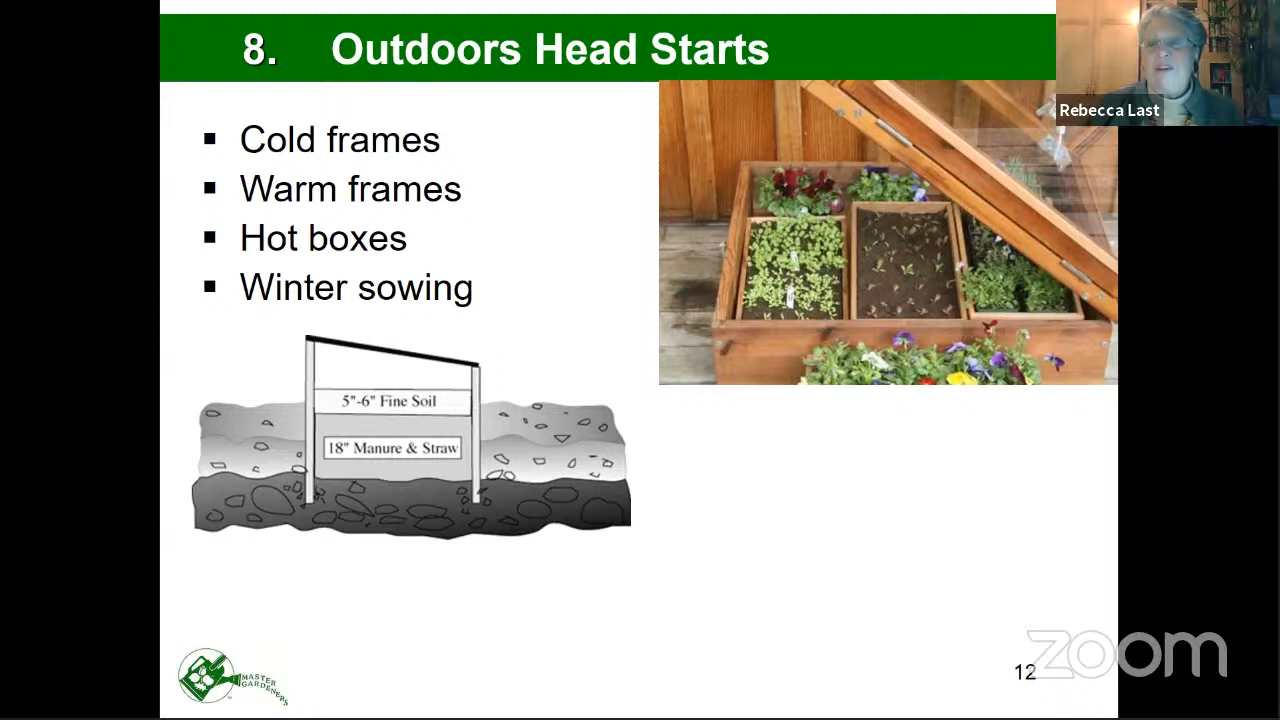 8. Outdoors Head Starts
Rebecca Last
▪ Cold frames
▪ Warm frames
▪ Hot boxes
▪ Winter sowing
5"-6" Fine Soil
18" Manure & Straw
MASTER
GARDENERS
12
zoom